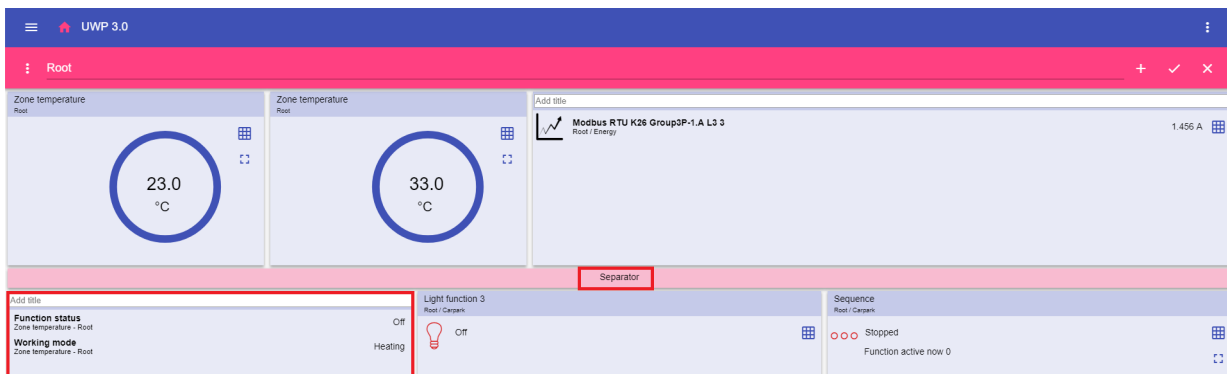 UWP 3.0
Root
Zone temperature
Root
23.0
°C
Zone temperature
Root
33.0
°C
Add title
Modbus RTU K26 Group3P-1.A L3 3
Root / Energy
1.456 A
Separator
Add title
Function status
Zone temperature - Root
Off
Working mode
Zone temperature - Root
Heating
Light function 3
Root / Carpark
Off
Sequence
Root / Carpark
Stopped
Function active now 0